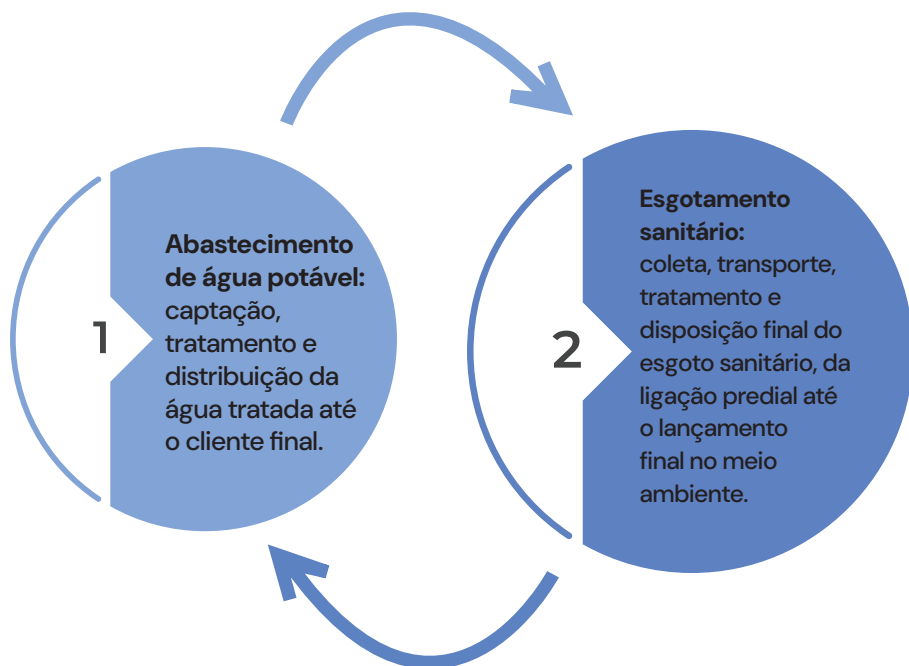 1
Abastecimento
de água potável:
captação,
tratamento e
distribuição da
água tratada até
o cliente final.
2
Esgotamento
sanitário:
coleta, transporte,
tratamento e
disposição final do
esgoto sanitário, da
ligação predial até
o lançamento
final no meio
ambiente.